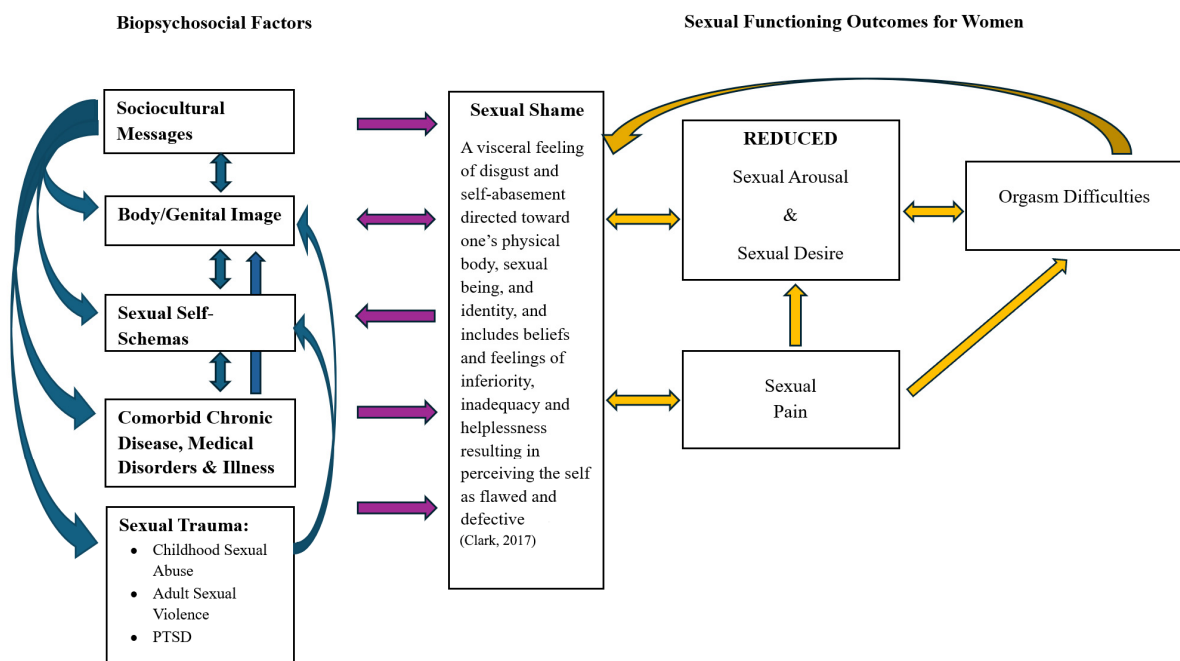 Biopsychosocial Factors
Sexual Functioning Outcomes for Women
Sociocultural
Messages
Body/Genital Image
Sexual Self-
Schemas
Comorbid Chronic
Disease, Medical
Disorders & Illness
Sexual Trauma:
• Childhood Sexual
Abuse
• Adult Sexual
Violence
• PTSD
Sexual Shame
A visceral feeling
of disgust and
self-abasement
directed toward
one's physical
body, sexual
being, and
identity, and
includes beliefs
and feelings of
inferiority,
inadequacy and
helplessness
resulting in
perceiving the self
as flawed and
defective
(Clark, 2017)
REDUCED
Sexual Arousal
&
Sexual Desire
Sexual
Pain
Orgasm Difficulties